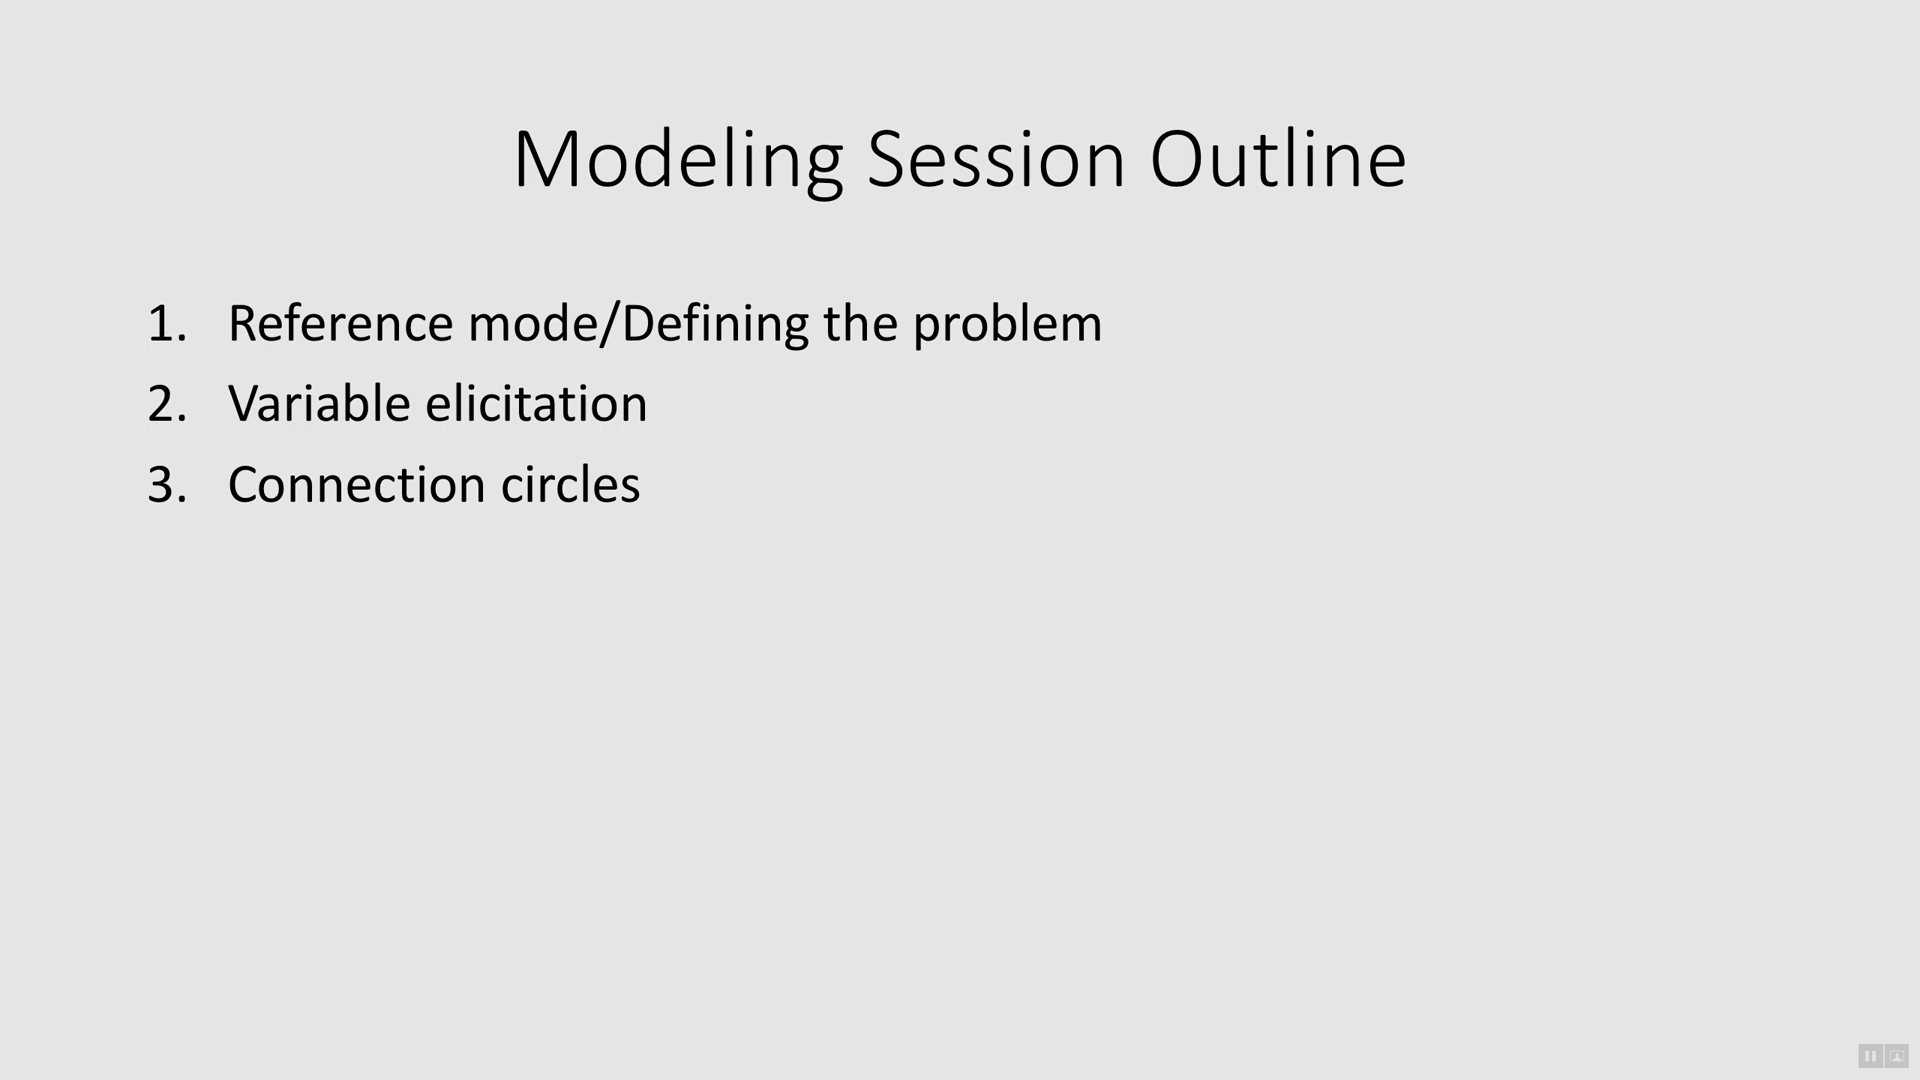 Modeling Session Outline
1. Reference mode/Defining the problem
2. Variable elicitation
3. Connection circles